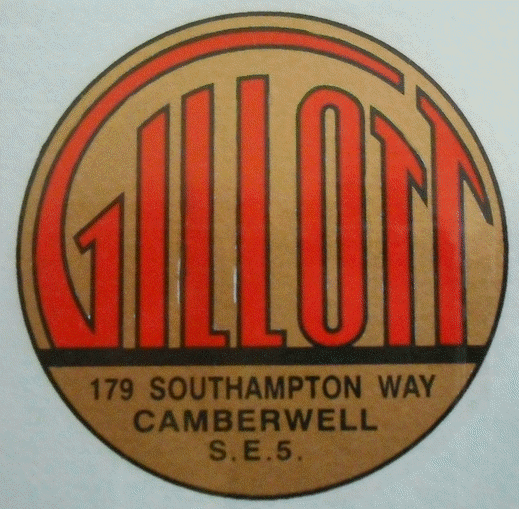 GILLOTT
179 SOUTHAMPTON WAY
CAMBERWELL
S.E.5.